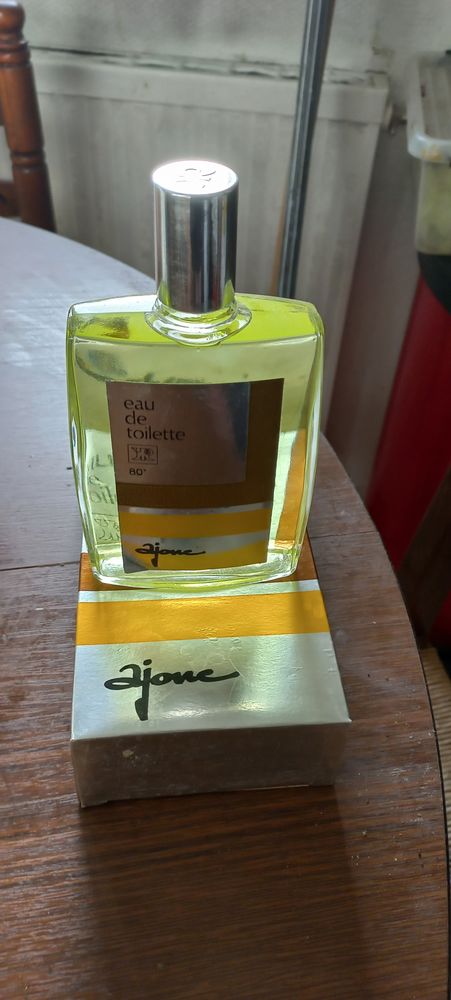 eau
de
toilette
80°
ajonc
ajonc